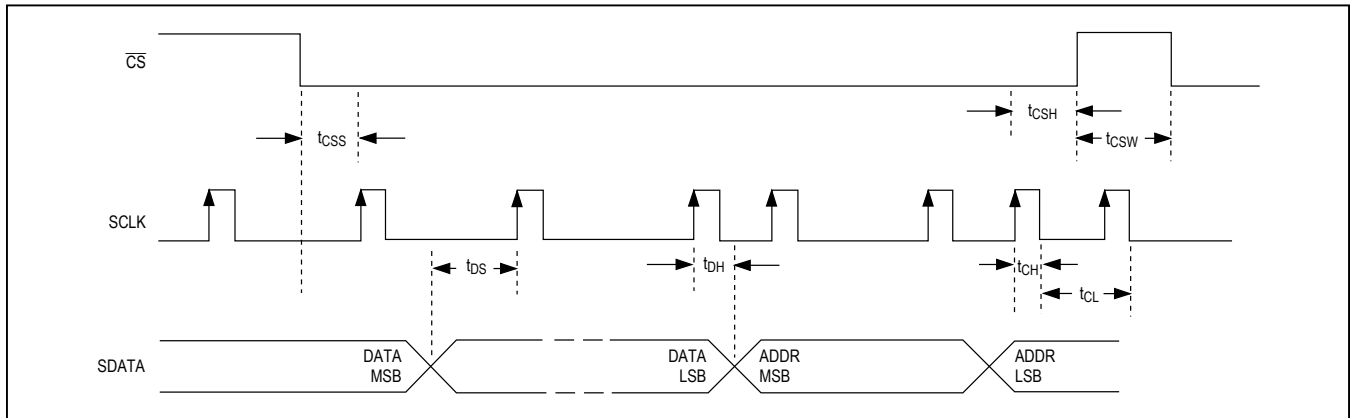 CS
tCSS
tCSH
tCSW
SCLK
tDS
tDH
tCH
tCL
SDATA
DATA
MSB
DATA
LSB
ADDR
MSB
ADDR
LSB